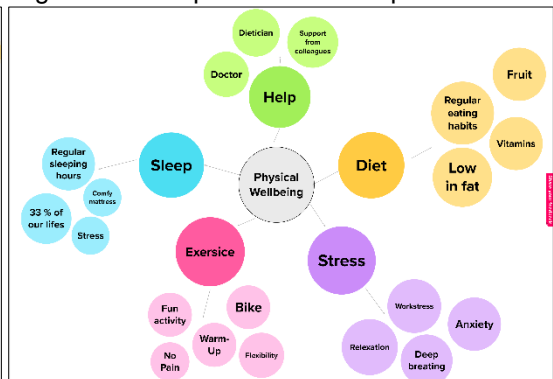 Dietician
Support
from
colleagues
Doctor
Help
Fruit
Regular
eating
habits
Vitamins
Diet
Low
in fat
Sleep
Regular
sleeping
hours
Comfy
mattress
33 % of
our lifes
Stress
Physical
Wellbeing
Exersice
Fun
activity
Bike
No
Pain
Warm-
Up
Flexibility
Stress
Workstress
Anxiety
Relexation
Deep
breating